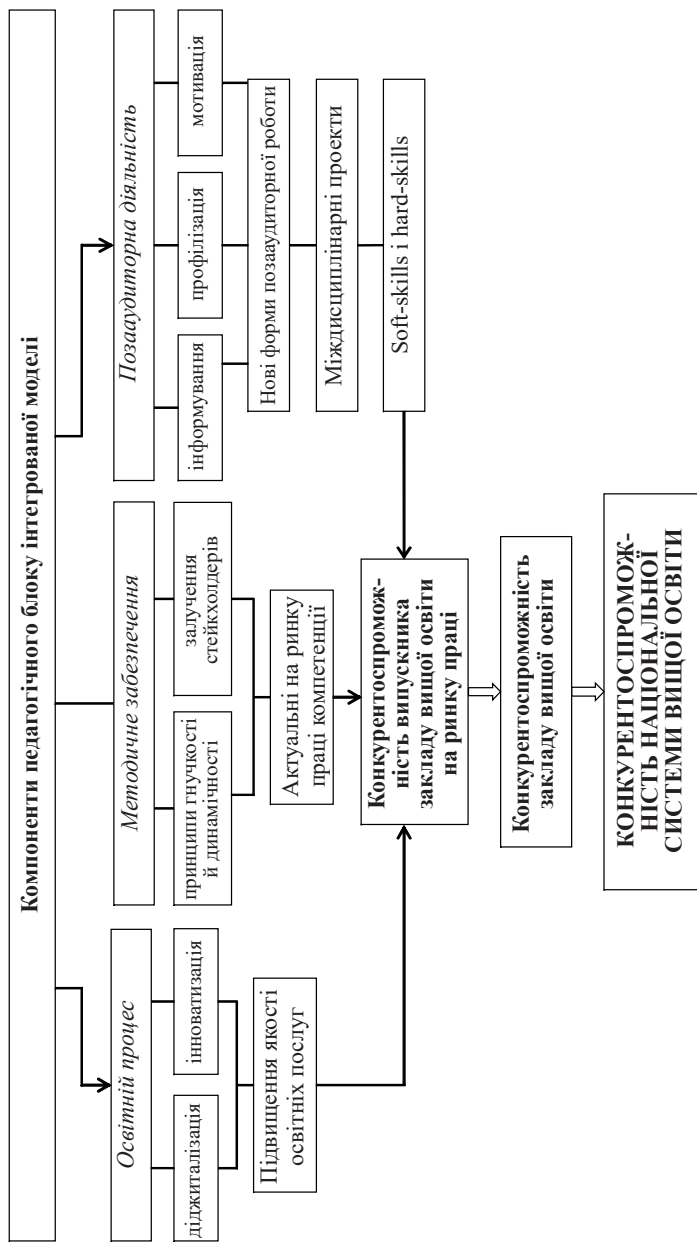 Компоненти педагогічного блоку інтегрованої моделі
Освітній процес
діджиталізація
інноватизація
Підвищення якості
освітніх послуг
Методичне забезпечення
принципи гнучкості
й динамічності
залучення
стейкхолдерів
Актуальні на ринку
праці компетенції
Позааудиторна діяльність
інформування
профілізація
мотивація
Нові форми позааудиторної роботи
Міждисциплінарні проекти
Soft-skills і hard-skills
Конкурентоспромож-
ність випускника
закладу вищої освіти
на ринку праці
Конкурентоспроможність
закладу вищої освіти
КОНКУРЕНТОСПРОМОЖ-
НІСТЬ НАЦІОНАЛЬНОЇ
СИСТЕМИ ВИЩОЇ ОСВІТИ